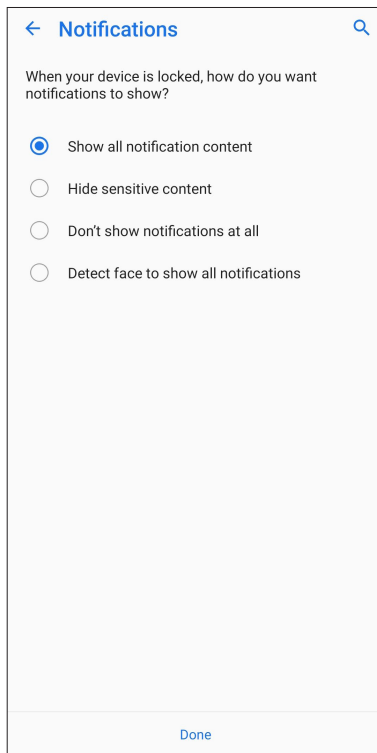 Notifications
When your device is locked, how do you want
notifications to show?
Show all notification content
Hide sensitive content
Don’t show notifications at all
Detect face to show all notifications
Done